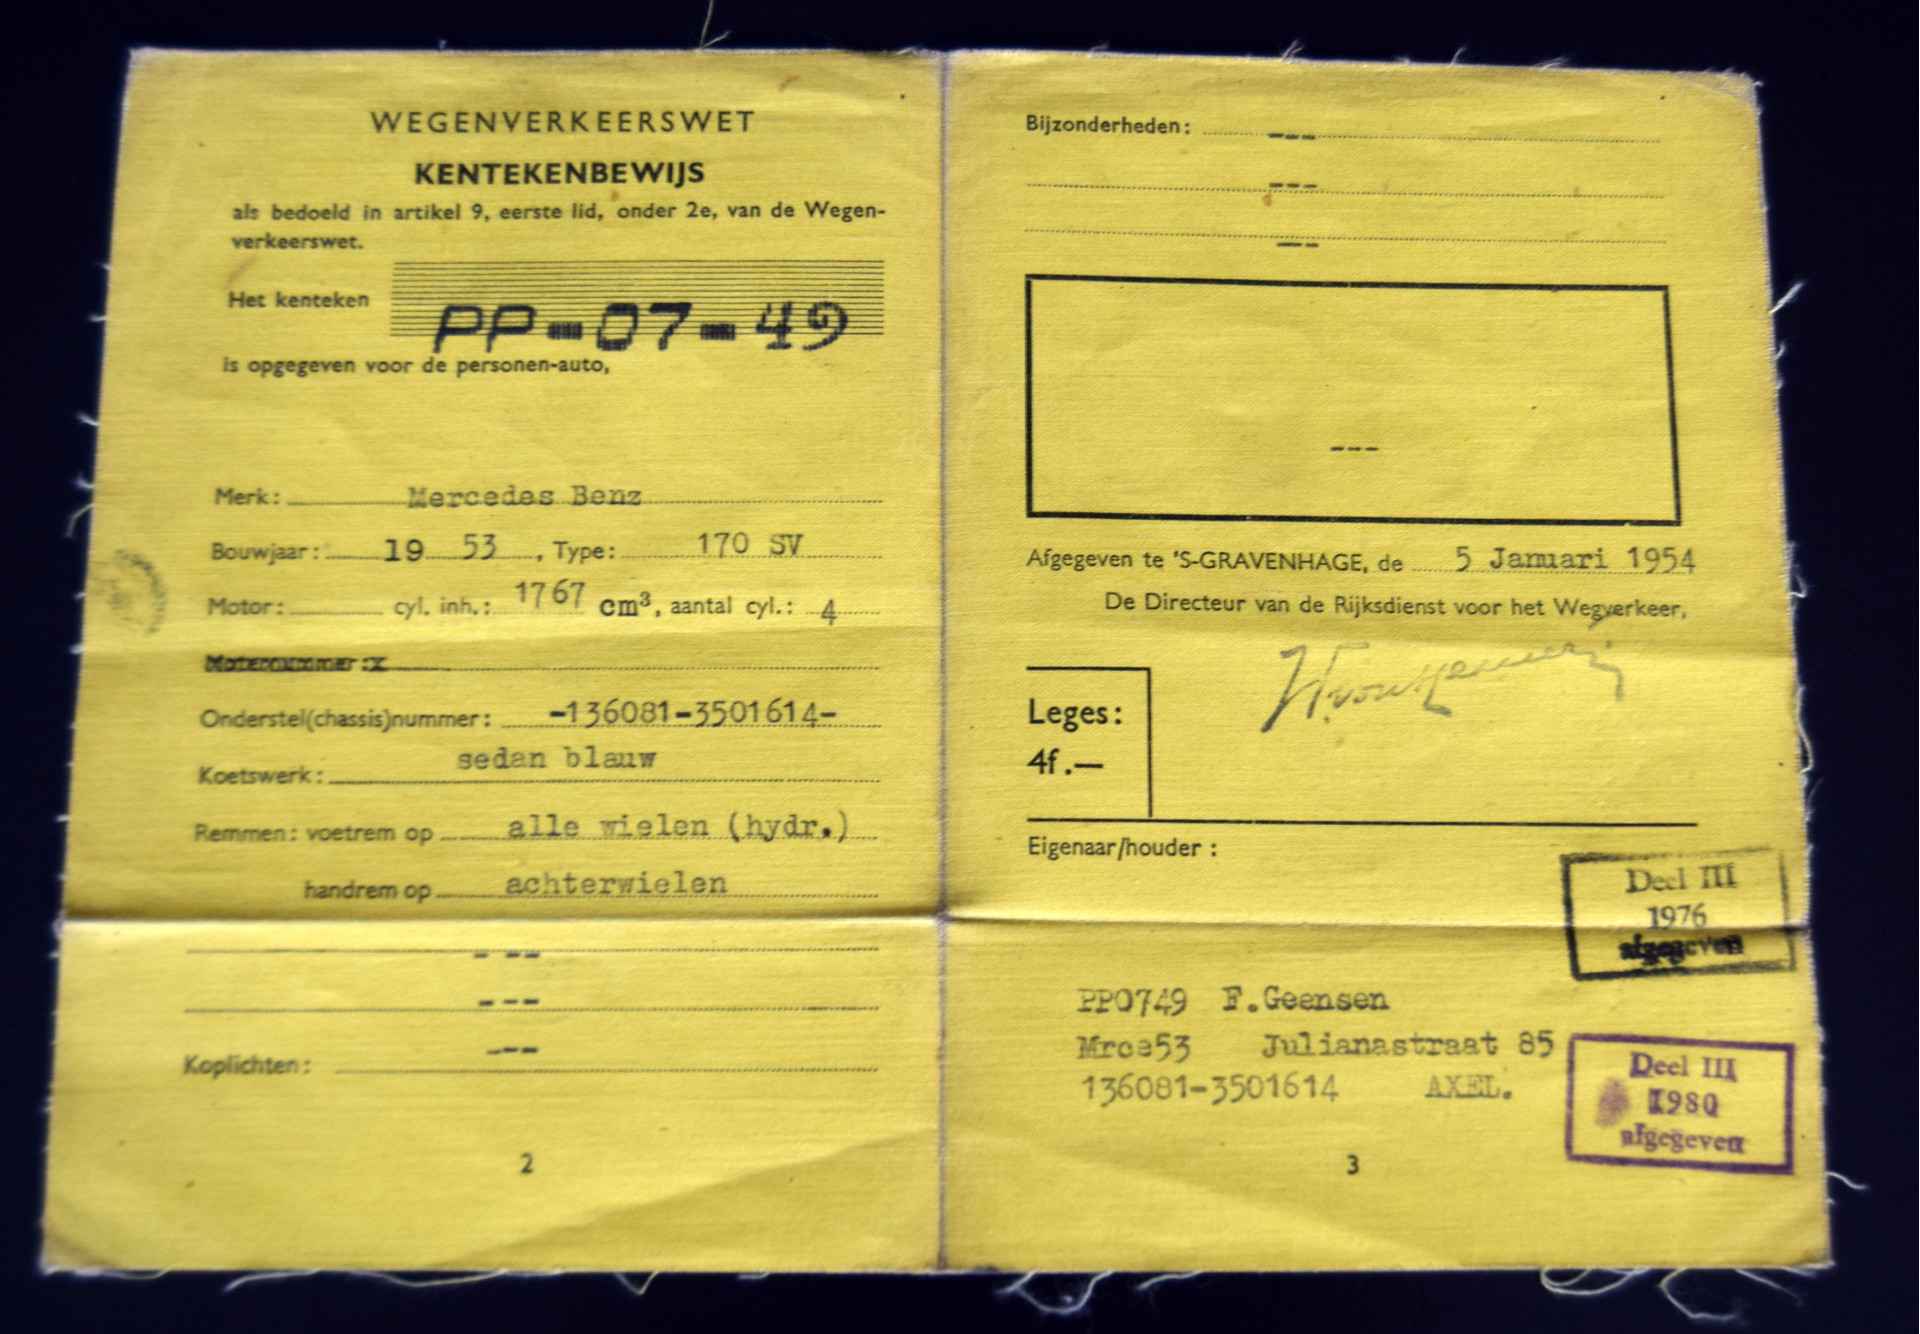 WEGENVERKEERSWET
KENTEKENBEWIJS
als bedoeld in artikel 9, eerste lid, onder 2e, van de Wegen-
verkeerswet.
Het kenteken PP-07-49
is opgegeven voor de personen-auto,
Merk: Mercedes Benz
Bouwjaar: 19 53, Type: 170 SV
Motor: cyl. inh.: 1767 cm³, aantal cyl.: 4
Motornummer:x
Onderstel(chassis)nummer: -136081-3501614-
Koetswerk: sedan blauw
Remmen: voetrem op alle wielen (hydr.)
handrem op achterwielen
- --
---
Koplichten: ---
2
Bijzonderheden: ---
---
---
---
Afgegeven te 'S-GRAVENHAGE, de 5 Januari 1954
De Directeur van de Rijksdienst voor het Wegverkeer,
Leges:
4f.—
Eigenaar/houder :
Deel III
1976
afgegeven
PP0749 F.Geensen
Mrce53 Julianastraat 85
136081-3501614 AXEL.
Deel III
1980
afgegeven
3